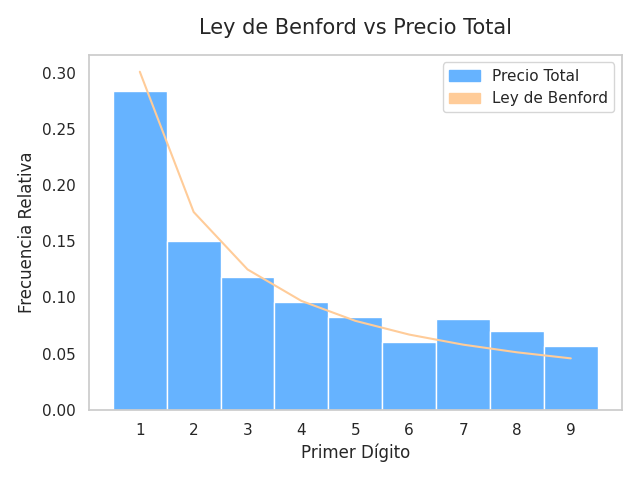 Ley de Benford vs Precio Total
Precio Total
Ley de Benford
Frecuencia Relativa
0.30
0.25
0.20
0.15
0.10
0.05
0.00
1 2 3 4 5 6 7 8 9
Primer Dígito